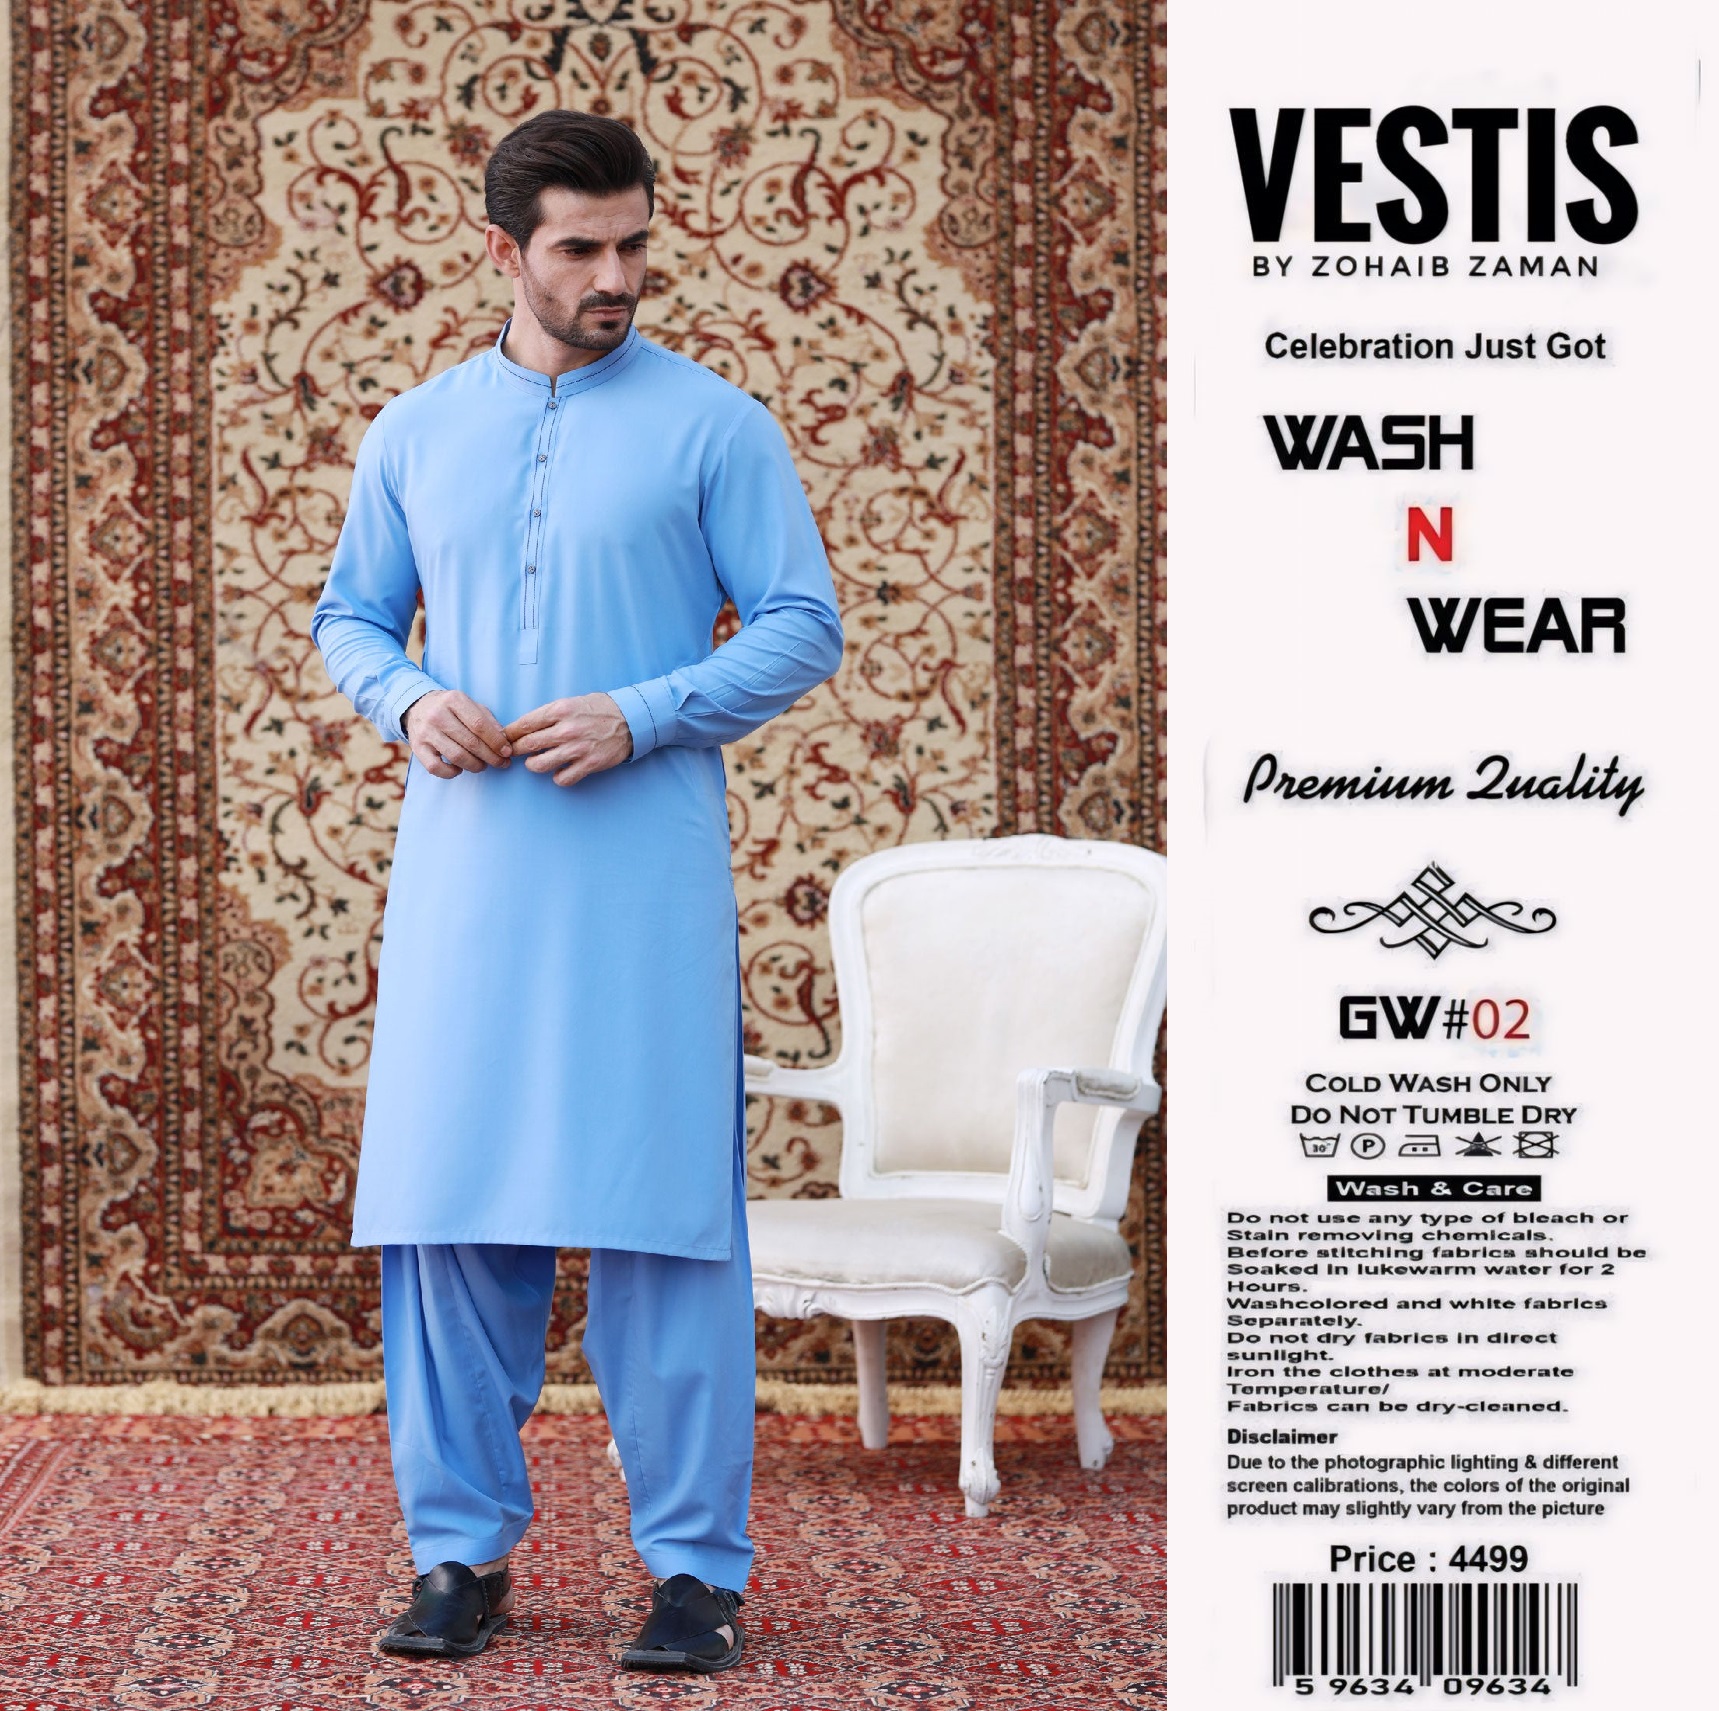 VESTIS
BY ZOHAIB ZAMAN
Celebration Just Got
WASH
N
WEAR
Premium Quality
GW#02
COLD WASH ONLY
DO NOT TUMBLE DRY
30° P
Wash & Care
Do not use any type of bleach or
Stain removing chemicals.
Before stitching fabrics should be
Soaked in lukewarm water for 2
Hours.
Washcolored and white fabrics
Separately.
Do not dry fabrics in direct
sunlight.
Iron the clothes at moderate
Temperature/
Fabrics can be dry-cleaned.
Disclaimer
Due to the photographic lighting & different
screen calibrations, the colors of the original
product may slightly vary from the picture
Price : 4499
5 9634 09634